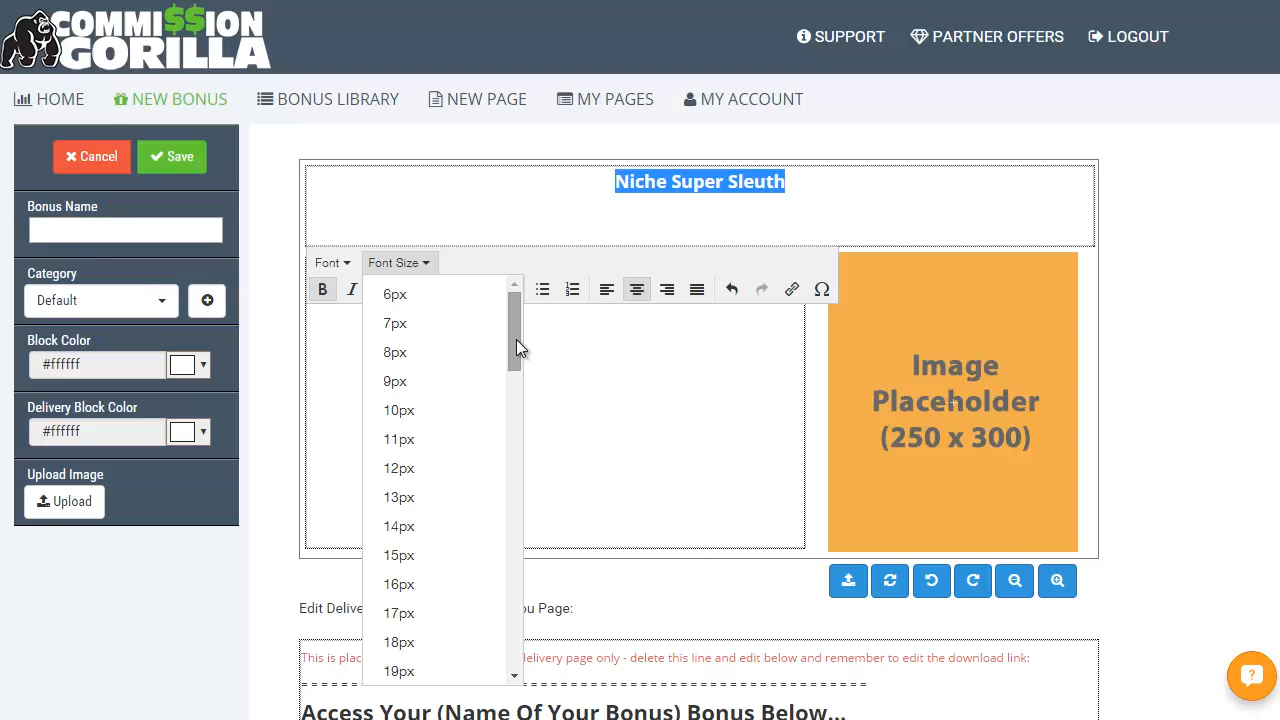 COMMI$$ION
GORILLA
SUPPORT
PARTNER OFFERS
LOGOUT
HOME
NEW BONUS
BONUS LIBRARY
NEW PAGE
MY PAGES
MY ACCOUNT
Cancel
Save
Bonus Name
Category
Default
Block Color
#ffffff
Delivery Block Color
#ffffff
Upload Image
Upload
Niche Super Sleuth
Font
Font Size
B I
Ω
6px
7px
8px
9px
10px
11px
12px
13px
14px
15px
16px
17px
18px
19px
Image
Placeholder
(250 x 300)
Edit Delive
u Page:
This is plac
delivery page only - delete this line and edit below and remember to edit the download link:
Access Your (Name Of Your Bonus) Bonus Below...